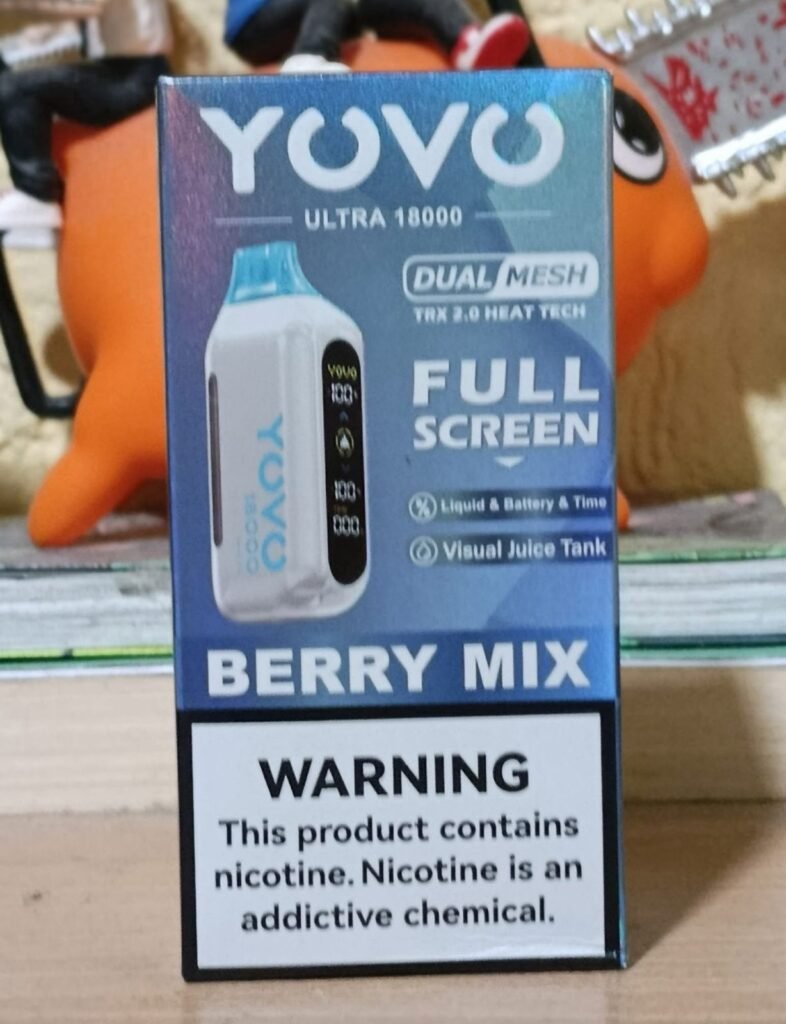 YOVO
ULTRA 18000
DUAL MESH
TRX 2.0 HEAT TECH
FULL
SCREEN
Liquid & Battery & Time
Visual Juice Tank
YOVO
100%
100%
000
YOVO
18000
BERRY MIX
WARNING
This product contains
nicotine. Nicotine is an
addictive chemical.